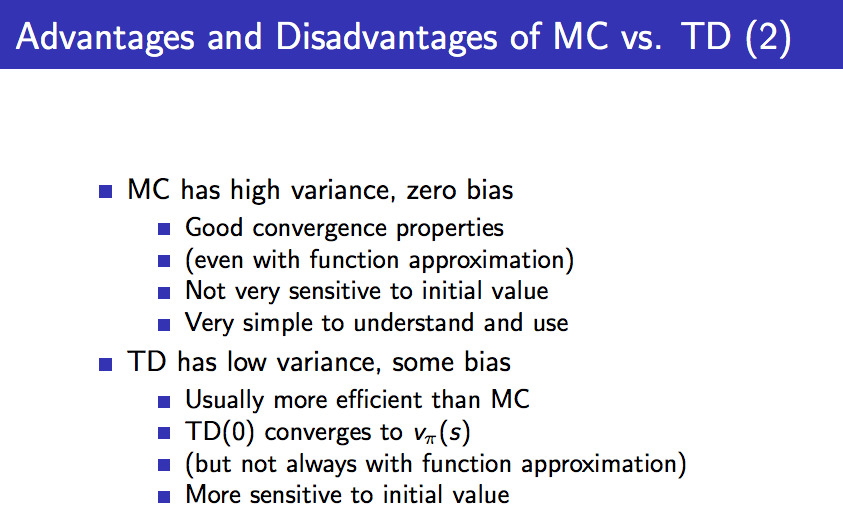 Advantages and Disadvantages of MC vs. TD (2)
MC has high variance, zero bias
Good convergence properties
(even with function approximation)
Not very sensitive to initial value
Very simple to understand and use
TD has low variance, some bias
Usually more efficient than MC
TD(0) converges to vπ(s)
(but not always with function approximation)
More sensitive to initial value